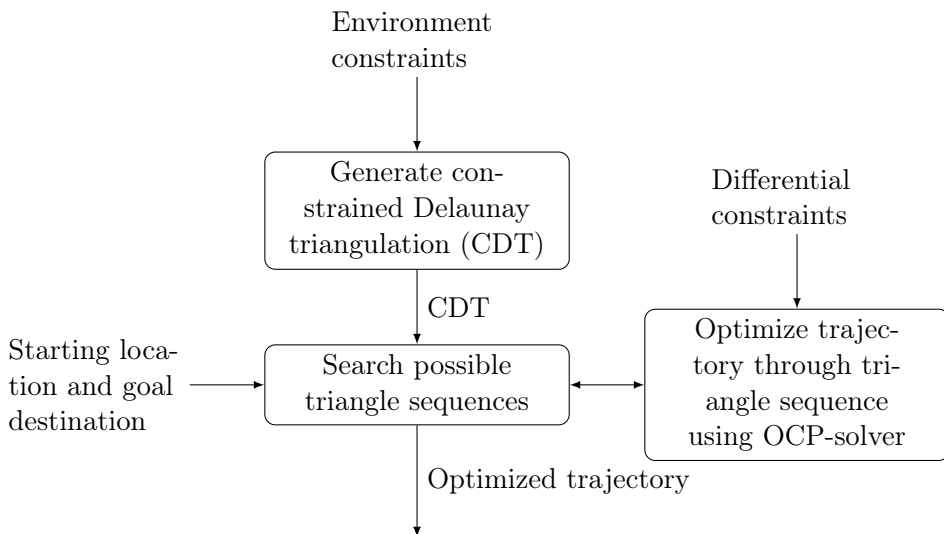 Environment
constraints
Generate con-
strained Delaunay
triangulation (CDT)
Differential
constraints
CDT
Starting loca-
tion and goal
destination
Search possible
triangle sequences
Optimize trajec-
tory through tri-
angle sequence
using OCP-solver
Optimized trajectory